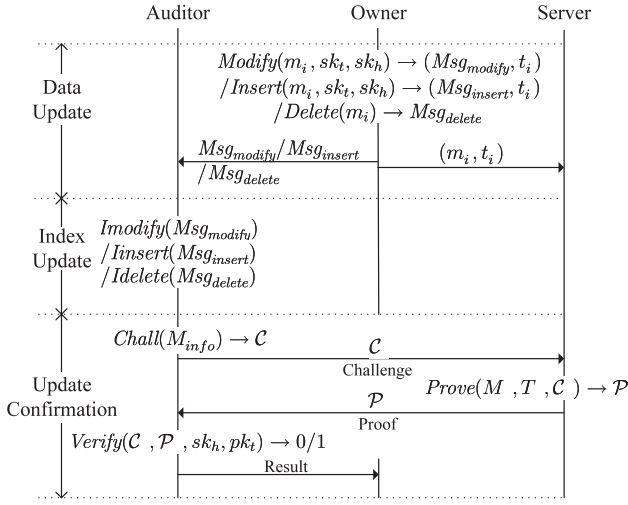 Auditor Owner Server
Modify(m_i, sk_t, sk_h) → (Msg_modify, t_i)
/Insert(m_i, sk_t, sk_h) → (Msg_insert, t_i)
/Delete(m_i) → Msg_delete
Data
Update
Msg_modify/Msg_insert
/Msg_delete
(m_i, t_i)
Index
Update
Imodify(Msg_modify)
/Iinsert(Msg_insert)
/Idelete(Msg_delete)
Chall(M_info) → C
C
Challenge
Update
Confirmation
Prove(M , T , C ) → P
P
Proof
Verify(C , P , sk_h, pk_t) → 0/1
Result